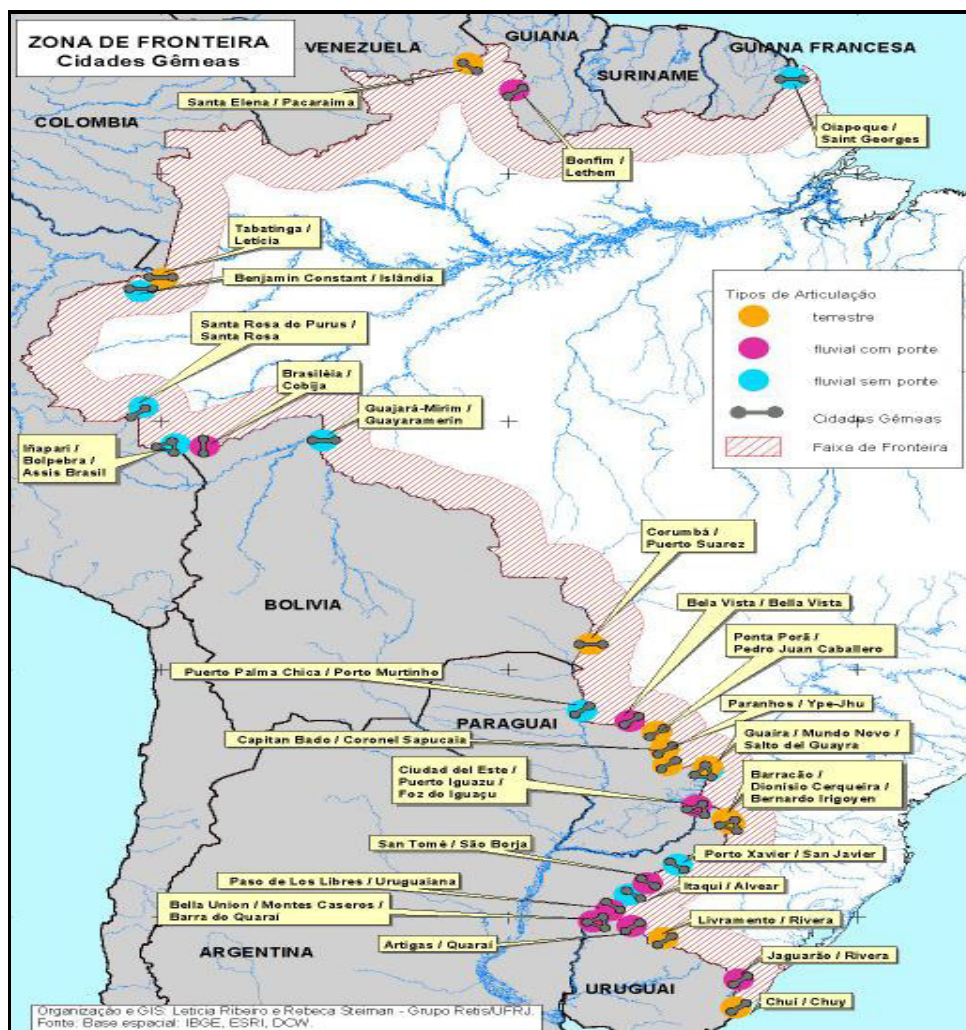 ZONA DE FRONTEIRA
Cidades Gêmeas
VENEZUELA
GUIANA
SURINAME
GUIANA FRANCESA
COLOMBIA
Santa Elena / Pacaraima
Bonfim /
Lethem
Oiapoque /
Saint Georges
Tabatinga /
Letícia
Benjamin Constant / Islândia
Santa Rosa do Purus /
Santa Rosa
Brasiléia /
Cobija
Guajará-Mirim /
Guayaramerín
Iñapari /
Bolpebra /
Assis Brasil
Tipos de Articulação
terrestre
fluvial com ponte
fluvial sem ponte
Cidades Gêmeas
Faixa de Fronteira
Corumbá /
Puerto Suarez
BOLIVIA
Bela Vista / Bella Vista
Ponta Porã /
Pedro Juan Caballero
Puerto Palma Chica / Porto Murtinho
PARAGUAI
Paranhos / Ype-Jhu
Capitan Bado / Coronel Sapucaia
Guaíra / Mundo Novo /
Salto del Guayra
Ciudad del Este /
Puerto Iguazu /
Foz do Iguaçu
Barracão /
Dionísio Cerqueira /
Bernardo Irigoyen
San Tomé / São Borja
Porto Xavier / San Javier
Paso de Los Libres / Uruguaiana
Itaqui / Alvear
Bella Union / Montes Caseros /
Barra do Quaraí
Livramento / Rivera
Artigas / Quaraí
ARGENTINA
Jaguarão / Rivera
URUGUAI
Chuí / Chuy
Organização e GIS: Leticia Ribeiro e Rebeca Steiman - Grupo Retis/UFRJ.
Fonte: Base espacial: IBGE, ESRI, DCW.